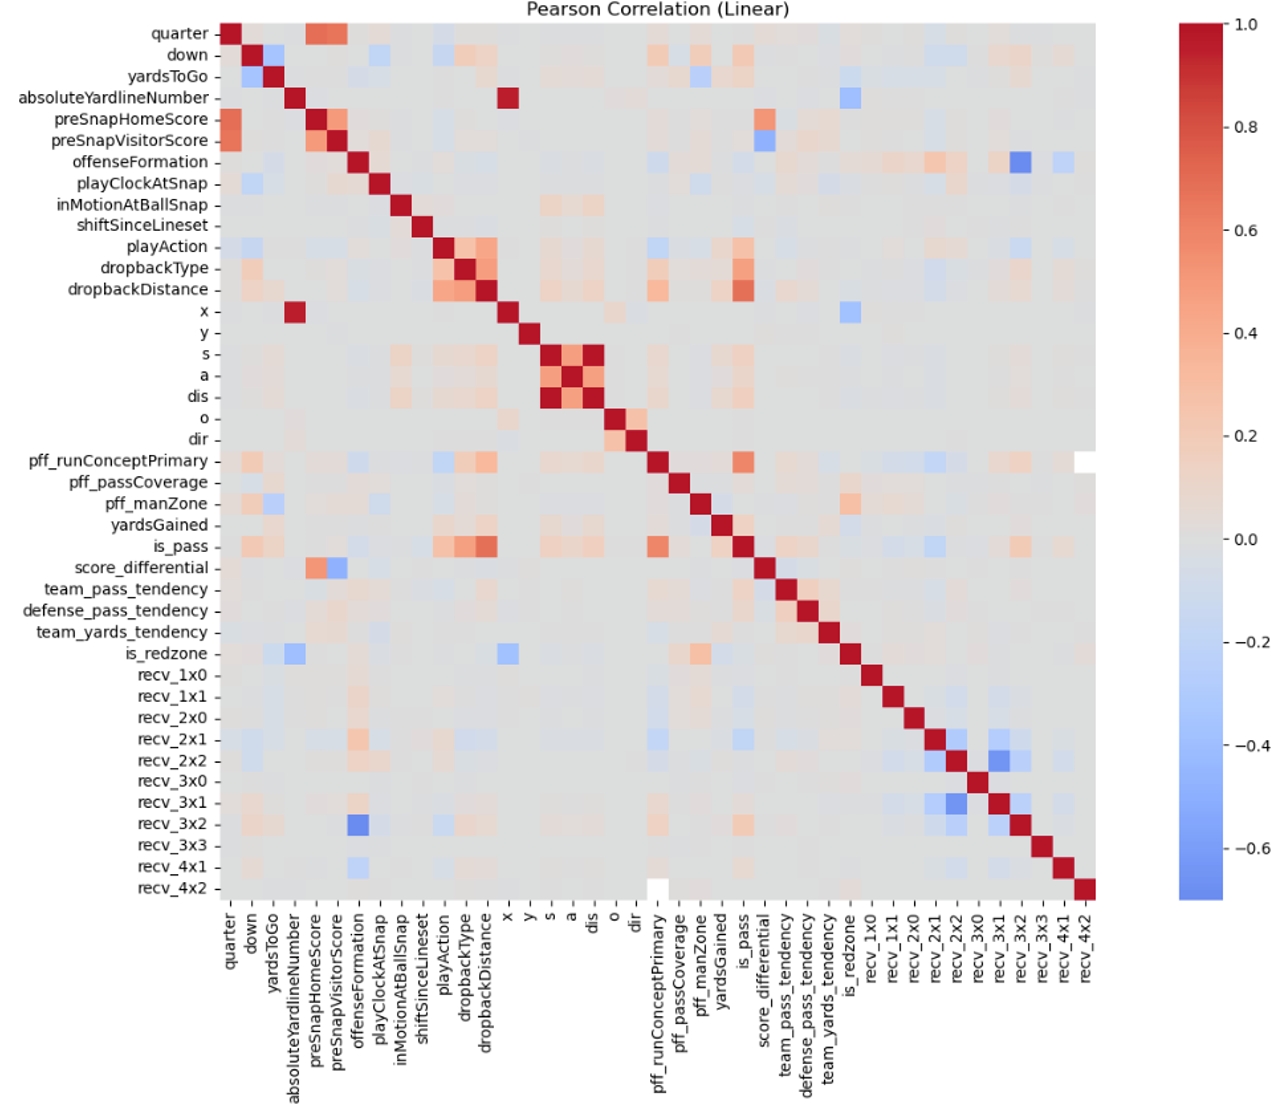 Pearson Correlation (Linear)
quarter
down
yardsToGo
absoluteYardlineNumber
preSnapHomeScore
preSnapVisitorScore
offenseFormation
playClockAtSnap
inMotionAtBallSnap
shiftSinceLineset
playAction
dropbackType
dropbackDistance
x
y
s
a
dis
o
dir
pff_runConceptPrimary
pff_passCoverage
pff_manZone
yardsGained
is_pass
score_differential
team_pass_tendency
defense_pass_tendency
team_yards_tendency
is_redzone
recv_1x0
recv_1x1
recv_2x0
recv_2x1
recv_2x2
recv_3x0
recv_3x1
recv_3x2
recv_3x3
recv_4x1
recv_4x2
quarter
down
yardsToGo
absoluteYardlineNumber
preSnapHomeScore
preSnapVisitorScore
offenseFormation
playClockAtSnap
inMotionAtBallSnap
shiftSinceLineset
playAction
dropbackType
dropbackDistance
x
y
s
a
dis
o
dir
pff_runConceptPrimary
pff_passCoverage
pff_manZone
yardsGained
is_pass
score_differential
team_pass_tendency
defense_pass_tendency
team_yards_tendency
is_redzone
recv_1x0
recv_1x1
recv_2x0
recv_2x1
recv_2x2
recv_3x0
recv_3x1
recv_3x2
recv_3x3
recv_4x1
recv_4x2
1.0
0.8
0.6
0.4
0.2
0.0
−0.2
−0.4
−0.6